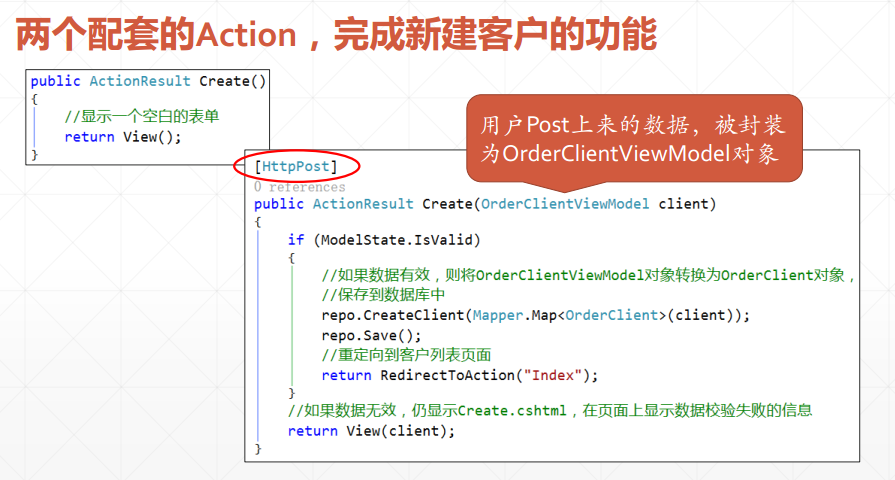 两个配套的Action，完成新建客户的功能
public ActionResult Create()
{
//显示一个空白的表单
return View();
}
用户Post上来的数据，被封装
为OrderClientViewModel对象
[HttpPost]
0 references
public ActionResult Create(OrderClientViewModel client)
{
if (ModelState.IsValid)
{
//如果数据有效，则将OrderClientViewModel对象转换为OrderClient对象，
//保存到数据库中
repo.CreateClient(Mapper.Map<OrderClient>(client));
repo.Save();
//重定向到客户列表页面
return RedirectToAction("Index");
}
//如果数据无效，仍显示Create.cshtml，在页面上显示数据校验失败的信息
return View(client);
}